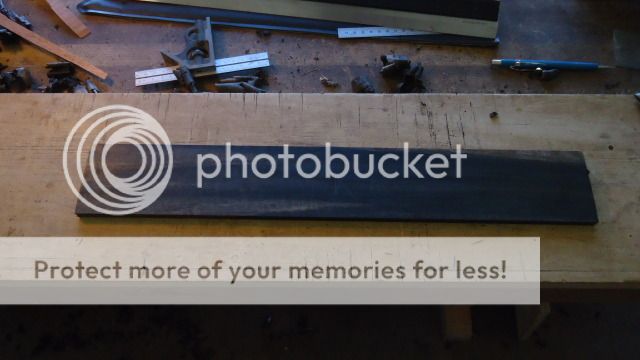 photobucket
Protect more of your memories for less!